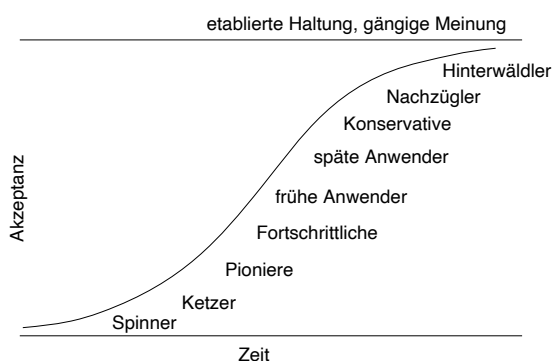 etablierte Haltung, gängige Meinung
Hinterwäldler
Nachzügler
Konservative
späte Anwender
frühe Anwender
Fortschrittliche
Pioniere
Ketzer
Spinner
Akzeptanz
Zeit